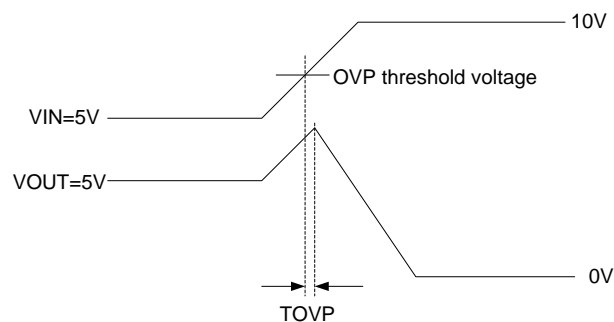 10V
OVP threshold voltage
VIN=5V
VOUT=5V
0V
TOVP